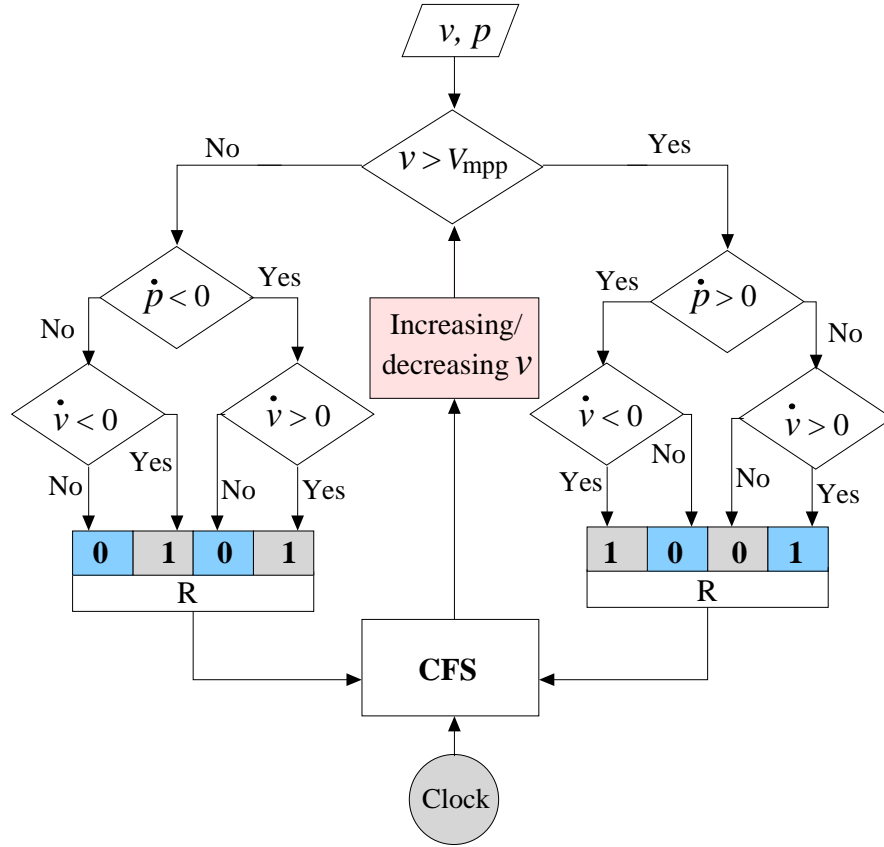 v, p
v > Vmpp
No
Yes
ṗ < 0
Yes
No
Increasing/
decreasing v
ṗ > 0
Yes
No
v̇ < 0
No
Yes
v̇ > 0
No
Yes
v̇ < 0
Yes
No
v̇ > 0
No
Yes
0 1 0 1
R
1 0 0 1
R
CFS
Clock